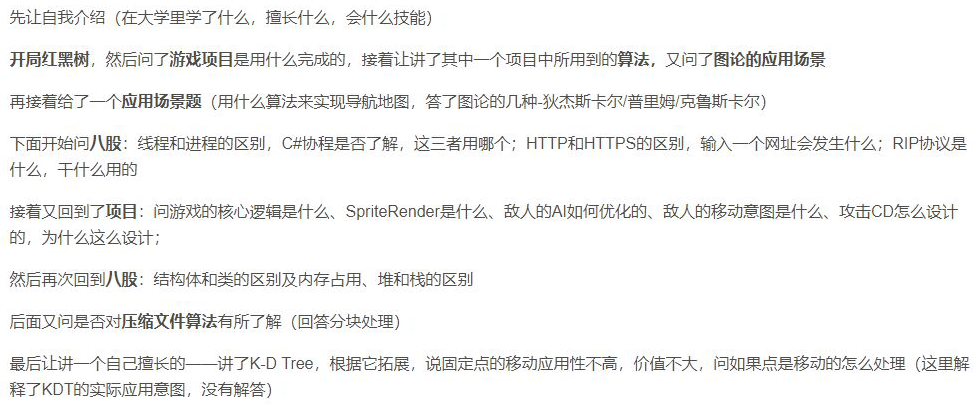 先让自我介绍（在大学里学了什么，擅长什么，会什么技能）
开局红黑树，然后问了游戏项目是用什么完成的，接着让讲了其中一个项目中所用到的算法，又问了图论的应用场景
再接着给了一个应用场景题（用什么算法来实现导航地图，答了图论的几种-狄杰斯卡尔/普里姆/克鲁斯卡尔）
下面开始问八股：线程和进程的区别，C#协程是否了解，这三者用哪个；HTTP和HTTPS的区别，输入一个网址会发生什么；RIP协议是
什么，干什么用的
接着又回到了项目：问游戏的核心逻辑是什么、SpriteRender是什么、敌人的AI如何优化的、敌人的移动意图是什么、攻击CD怎么设计
的，为什么这么设计；
然后再次回到八股：结构体和类的区别及内存占用、堆和栈的区别
后面又问是否对压缩文件算法有所了解（回答分块处理）
最后让讲一个自己擅长的——讲了K-D Tree，根据它拓展，说固定点的移动应用性不高，价值不大，问如果点是移动的怎么处理（这里解
释了KDT的实际应用意图，没有解答）